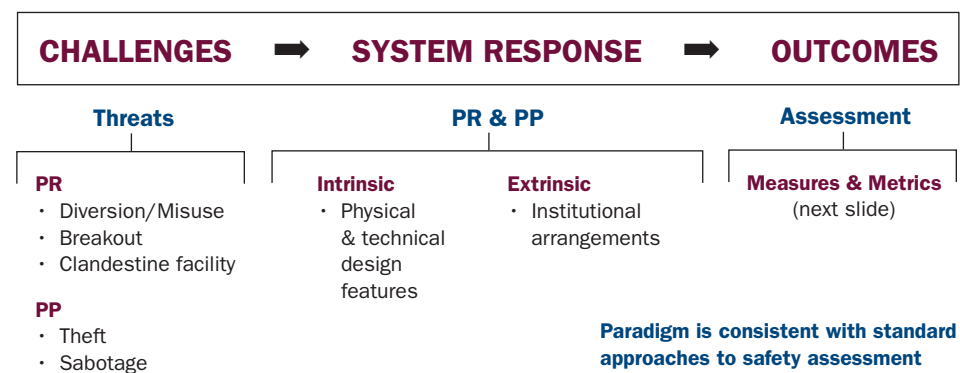 CHALLENGES ➡ SYSTEM RESPONSE ➡ OUTCOMES
Threats
PR
· Diversion/Misuse
· Breakout
· Clandestine facility
PP
· Theft
· Sabotage
PR & PP
Intrinsic
· Physical
& technical
design
features
Extrinsic
· Institutional
arrangements
Assessment
Measures & Metrics
(next slide)
Paradigm is consistent with standard
approaches to safety assessment